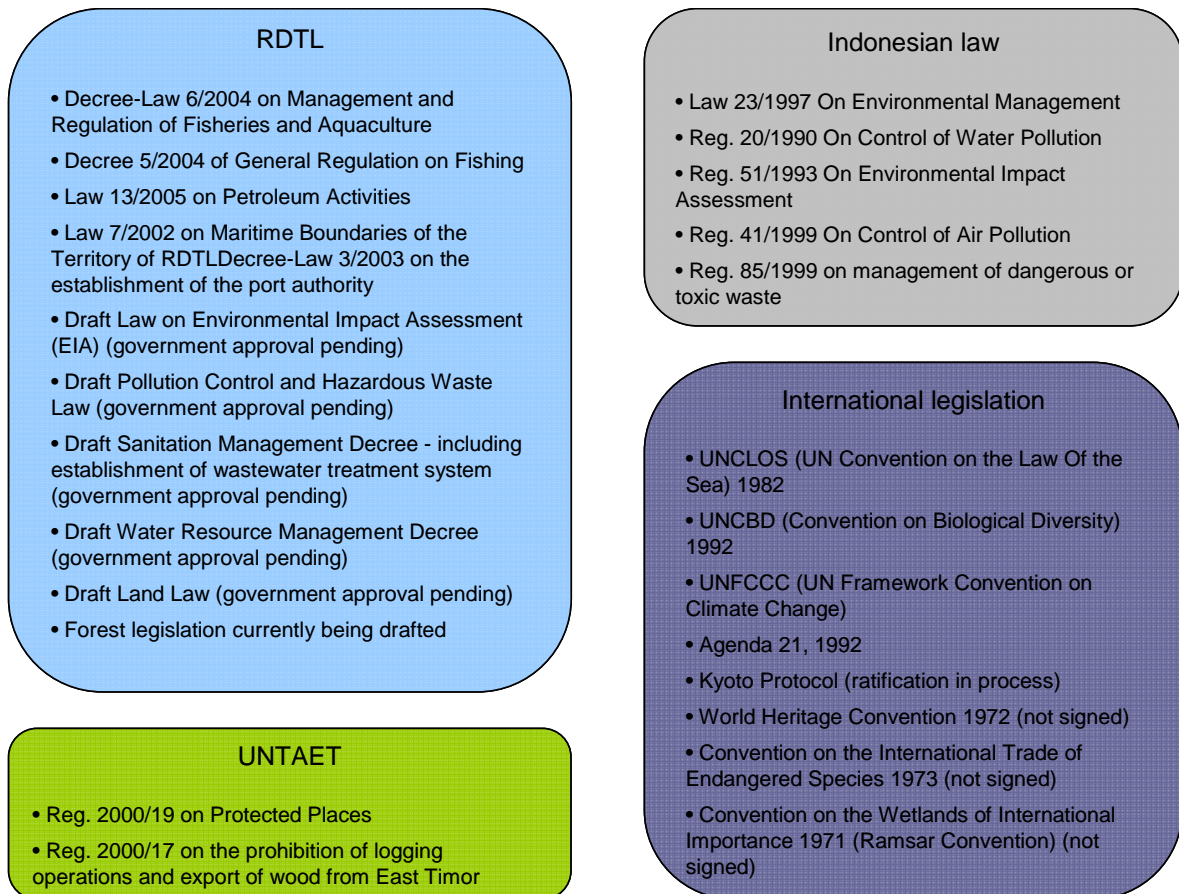 RDTL
• Decree-Law 6/2004 on Management and
Regulation of Fisheries and Aquaculture
• Decree 5/2004 of General Regulation on Fishing
• Law 13/2005 on Petroleum Activities
• Law 7/2002 on Maritime Boundaries of the
Territory of RDTLDecree-Law 3/2003 on the
establishment of the port authority
• Draft Law on Environmental Impact Assessment
(EIA) (government approval pending)
• Draft Pollution Control and Hazardous Waste
Law (government approval pending)
• Draft Sanitation Management Decree - including
establishment of wastewater treatment system
(government approval pending)
• Draft Water Resource Management Decree
(government approval pending)
• Draft Land Law (government approval pending)
• Forest legislation currently being drafted
UNTAET
• Reg. 2000/19 on Protected Places
• Reg. 2000/17 on the prohibition of logging
operations and export of wood from East Timor
Indonesian law
• Law 23/1997 On Environmental Management
• Reg. 20/1990 On Control of Water Pollution
• Reg. 51/1993 On Environmental Impact
Assessment
• Reg. 41/1999 On Control of Air Pollution
• Reg. 85/1999 on management of dangerous or
toxic waste
International legislation
• UNCLOS (UN Convention on the Law Of the
Sea) 1982
• UNCBD (Convention on Biological Diversity)
1992
• UNFCCC (UN Framework Convention on
Climate Change)
• Agenda 21, 1992
• Kyoto Protocol (ratification in process)
• World Heritage Convention 1972 (not signed)
• Convention on the International Trade of
Endangered Species 1973 (not signed)
• Convention on the Wetlands of International
Importance 1971 (Ramsar Convention) (not
signed)